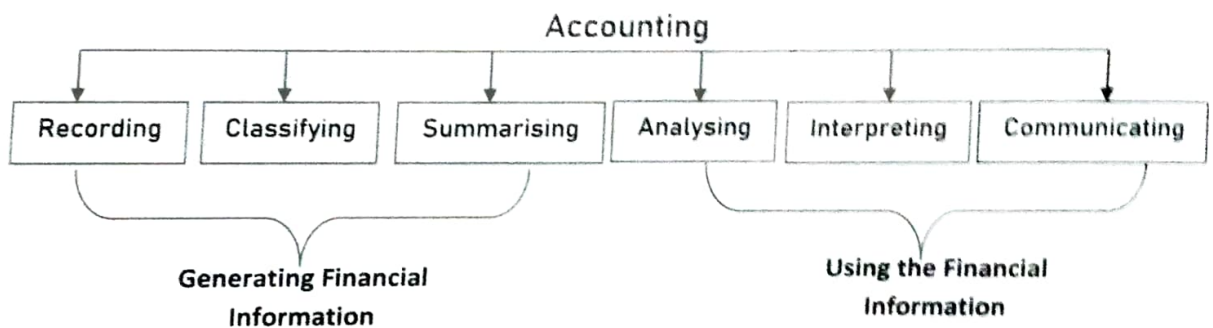 Accounting
Recording Classifying Summarising Analysing Interpreting Communicating
Generating Financial
Information
Using the Financial
Information